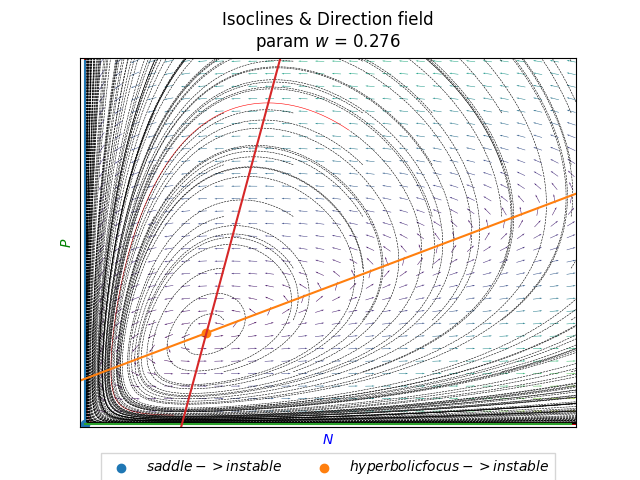 Isoclines & Direction field
param w = 0.276
P
N
saddle−>instable
hyperbolicfocus−>instable